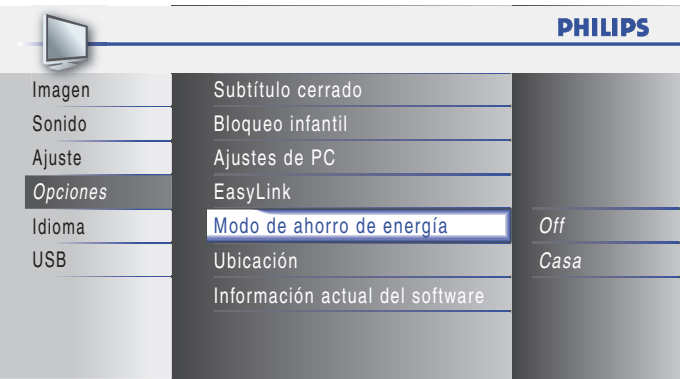 PHILIPS
Imagen
Sonido
Ajuste
Opciones
Idioma
USB
Subtítulo cerrado
Bloqueo infantil
Ajustes de PC
EasyLink
Modo de ahorro de energía
Ubicación
Información actual del software
Off
Casa